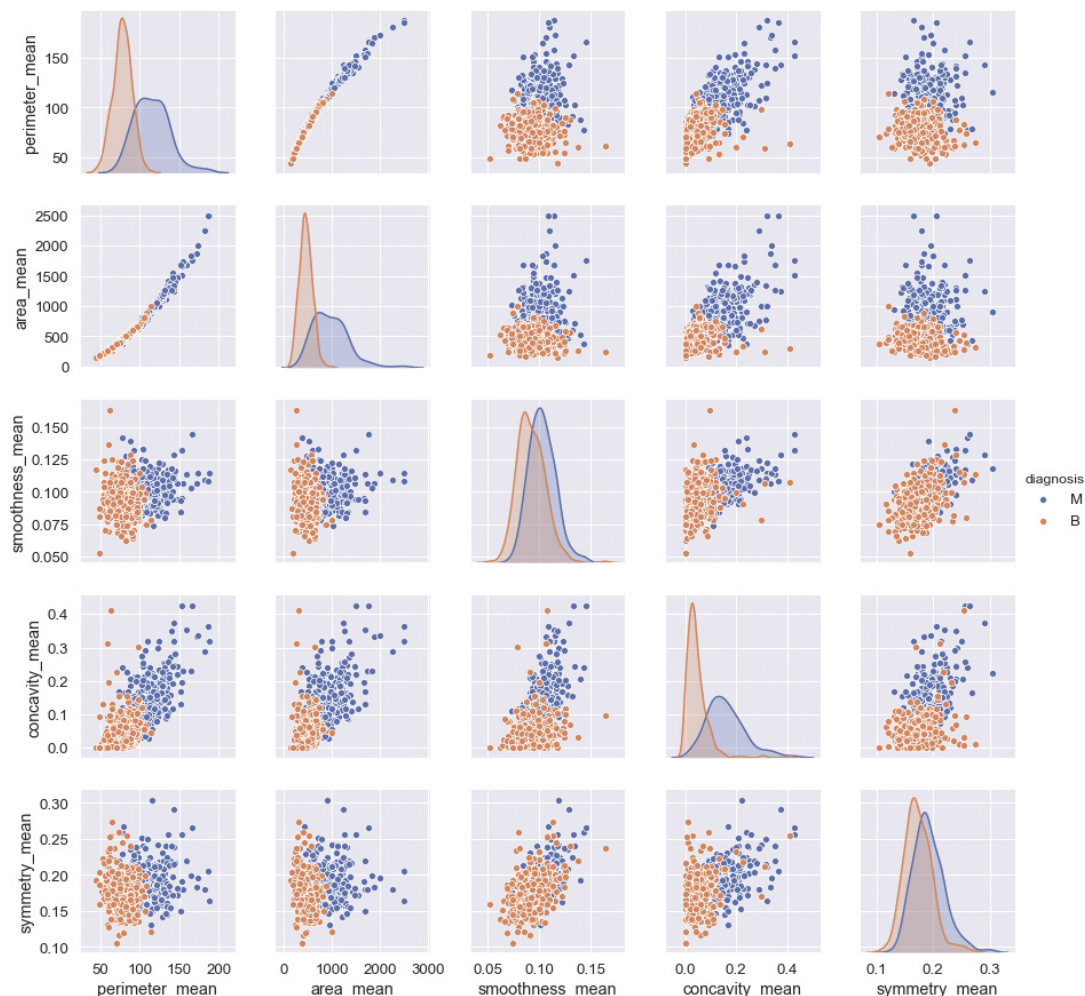 perimeter_mean
150
100
50
area_mean
2500
2000
1500
1000
500
0
smoothness_mean
0.150
0.125
0.100
0.075
0.050
diagnosis
M
B
concavity_mean
0.4
0.3
0.2
0.1
0.0
symmetry_mean
0.30
0.25
0.20
0.15
0.10
50 100 150 200
0 1000 2000 3000
0.05 0.10 0.15
0.0 0.2 0.4
0.1 0.2 0.3
perimeter_mean
area_mean
smoothness_mean
concavity_mean
symmetry_mean